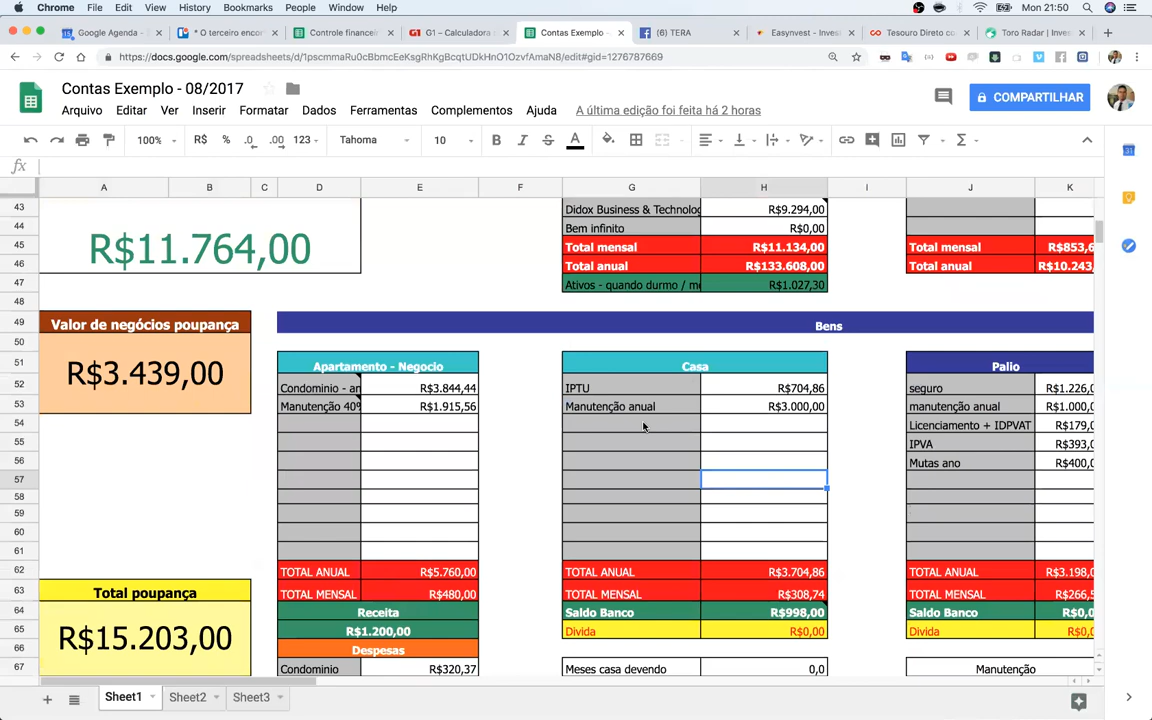 Chrome File Edit View History Bookmarks People Window Help Mon 21:50
Google Agenda - * O terceiro encon Controle financei G1 – Calculadora Contas Exemplo - (6) TERA Easynvest - Inves Tesouro Direto co Toro Radar | Inves
https://docs.google.com/spreadsheets/d/1pscmmaRu0cBbmcEeKsgRhKgBcqtUDkHnO1OzvfAmaN8/edit#gid=1276787669
Contas Exemplo - 08/2017
Arquivo Editar Ver Inserir Formatar Dados Ferramentas Complementos Ajuda A última edição foi feita há 2 horas
COMPARTILHAR
100% R$ % .0 .00 123 Tahoma 10
fx
A B C D E F G H I J K
43 Didox Business & Technolog R$9.294,00
44 Bem infinito R$0,00
R$11.764,00
45 Total mensal R$11.134,00 Total mensal R$853,6
46 Total anual R$133.608,00 Total anual R$10.243,
47 Ativos - quando durmo / me R$1.027,30
48
49 Valor de negócios poupança Bens
50
R$3.439,00
51 Apartamento - Negocio Casa Palio
52 Condominio - an R$3.844,44 IPTU R$704,86 seguro R$1.226,0
53 Manutenção 40% R$1.915,56 Manutenção anual R$3.000,00 manutenção anual R$1.000,0
54 Licenciamento + IDPVAT R$179,0
55 IPVA R$393,0
56 Mutas ano R$400,0
57
58
59
60
61
62 TOTAL ANUAL R$5.760,00 TOTAL ANUAL R$3.704,86 TOTAL ANUAL R$3.198,0
63 Total poupança TOTAL MENSAL R$480,00 TOTAL MENSAL R$308,74 TOTAL MENSAL R$266,5
64 Receita Saldo Banco R$998,00 Saldo Banco R$0,0
R$15.203,00
65 R$1.200,00 Divida R$0,00 Divida R$0,0
66 Despesas
67 Condominio R$320,37 Meses casa devendo 0,0 Manutenção
Sheet1 Sheet2 Sheet3